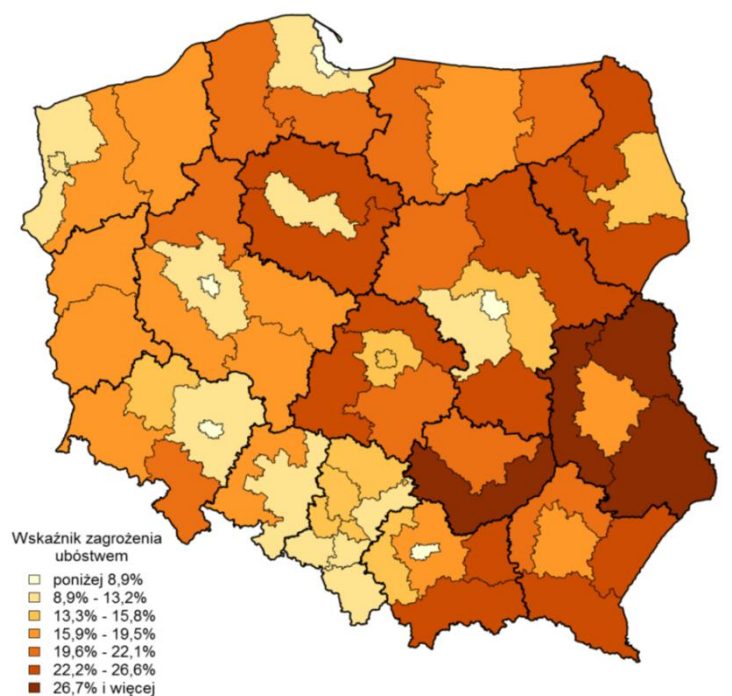 Wskaźnik zagrożenia
ubóstwem
poniżej 8,9%
8,9% - 13,2%
13,3% - 15,8%
15,9% - 19,5%
19,6% - 22,1%
22,2% - 26,6%
26,7% i więcej